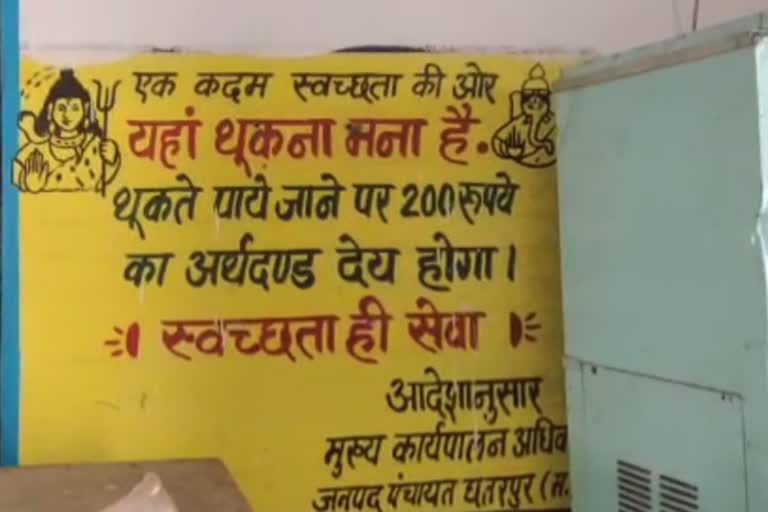 एक कदम स्वच्छता की ओर
यहां थूकना मना है.
थूकते पाये जाने पर 200 रूपये
का अर्थदण्ड देय होगा।
स्वच्छता ही सेवा
आदेशानुसार
मुख्य कार्यपालन
जनपद पंचायत छतरपुर (म.